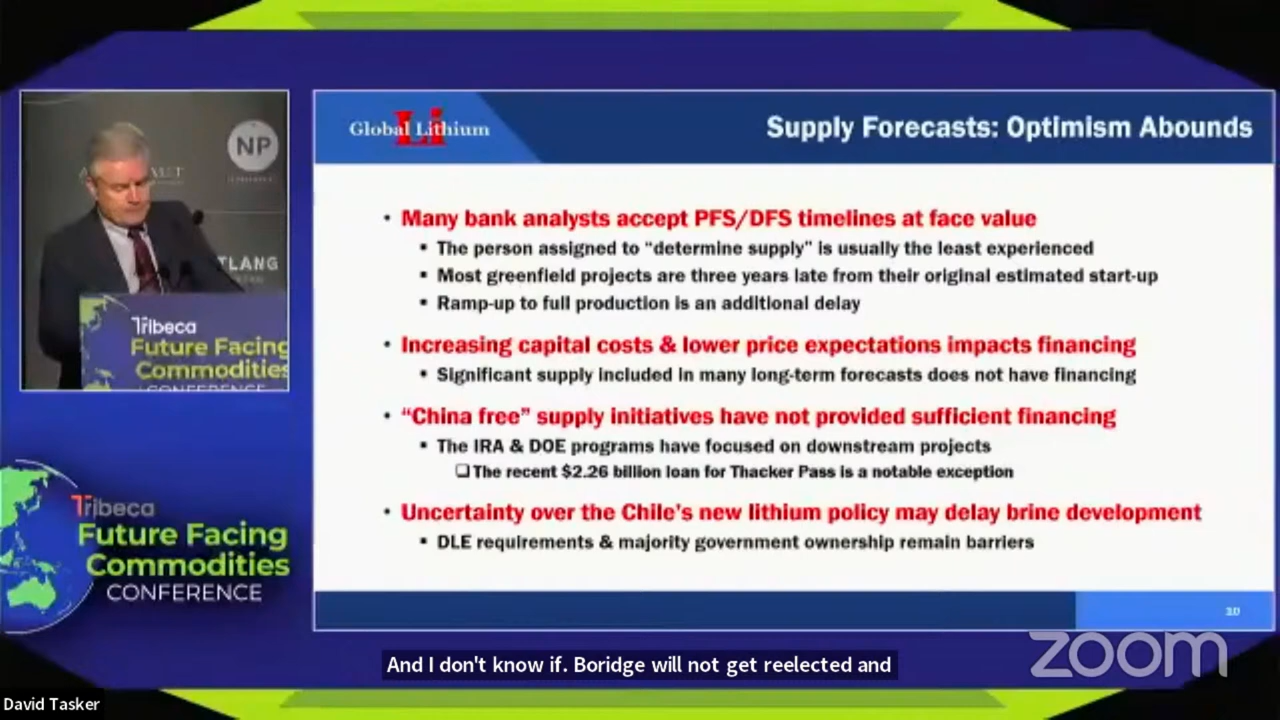 NP
TLANG
Tribeca
Future Facing
Commodities
CONFERENCE
Tribeca
Future Facing
Commodities
CONFERENCE
Global Lithium
Li
Supply Forecasts: Optimism Abounds
• Many bank analysts accept PFS/DFS timelines at face value
▪ The person assigned to “determine supply” is usually the least experienced
▪ Most greenfield projects are three years late from their original estimated start-up
▪ Ramp-up to full production is an additional delay
• Increasing capital costs & lower price expectations impacts financing
▪ Significant supply included in many long-term forecasts does not have financing
• “China free” supply initiatives have not provided sufficient financing
▪ The IRA & DOE programs have focused on downstream projects
❑ The recent $2.26 billion loan for Thacker Pass is a notable exception
• Uncertainty over the Chile's new lithium policy may delay brine development
▪ DLE requirements & majority government ownership remain barriers
10
zoom
And I don't know if. Boridge will not get reelected and
David Tasker